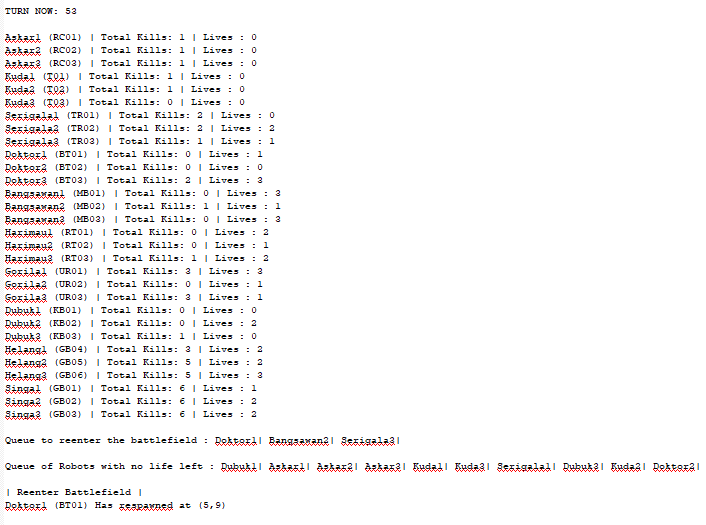 TURN NOW: 53
Askar1 (RC01) | Total Kills: 1 | Lives : 0
Askar2 (RC02) | Total Kills: 1 | Lives : 0
Askar3 (RC03) | Total Kills: 1 | Lives : 0
Kuda1 (T01) | Total Kills: 1 | Lives : 0
Kuda2 (T02) | Total Kills: 1 | Lives : 0
Kuda3 (T03) | Total Kills: 0 | Lives : 0
Serigala1 (TR01) | Total Kills: 2 | Lives : 0
Serigala2 (TR02) | Total Kills: 2 | Lives : 2
Serigala3 (TR03) | Total Kills: 1 | Lives : 1
Doktor1 (BT01) | Total Kills: 0 | Lives : 1
Doktor2 (BT02) | Total Kills: 0 | Lives : 0
Doktor3 (BT03) | Total Kills: 2 | Lives : 3
Bangsawan1 (MB01) | Total Kills: 0 | Lives : 3
Bangsawan2 (MB02) | Total Kills: 1 | Lives : 1
Bangsawan3 (MB03) | Total Kills: 0 | Lives : 3
Harimau1 (RT01) | Total Kills: 0 | Lives : 2
Harimau2 (RT02) | Total Kills: 0 | Lives : 1
Harimau3 (RT03) | Total Kills: 1 | Lives : 2
Gorila1 (UR01) | Total Kills: 3 | Lives : 3
Gorila2 (UR02) | Total Kills: 0 | Lives : 1
Gorila3 (UR03) | Total Kills: 3 | Lives : 1
Dubuk1 (KB01) | Total Kills: 0 | Lives : 0
Dubuk2 (KB02) | Total Kills: 0 | Lives : 2
Dubuk3 (KB03) | Total Kills: 1 | Lives : 0
Helang1 (GB04) | Total Kills: 3 | Lives : 2
Helang2 (GB05) | Total Kills: 5 | Lives : 2
Helang3 (GB06) | Total Kills: 5 | Lives : 3
Singa1 (GB01) | Total Kills: 6 | Lives : 1
Singa2 (GB02) | Total Kills: 6 | Lives : 2
Singa3 (GB03) | Total Kills: 6 | Lives : 2
Queue to reenter the battlefield : Doktor1| Bangsawan2| Serigala3|
Queue of Robots with no life left : Dubuk1| Askar1| Askar2| Askar3| Kuda1| Kuda3| Serigala1| Dubuk3| Kuda2| Doktor2|
| Reenter Battlefield |
Doktor1 (BT01) Has respawned at (5,9)